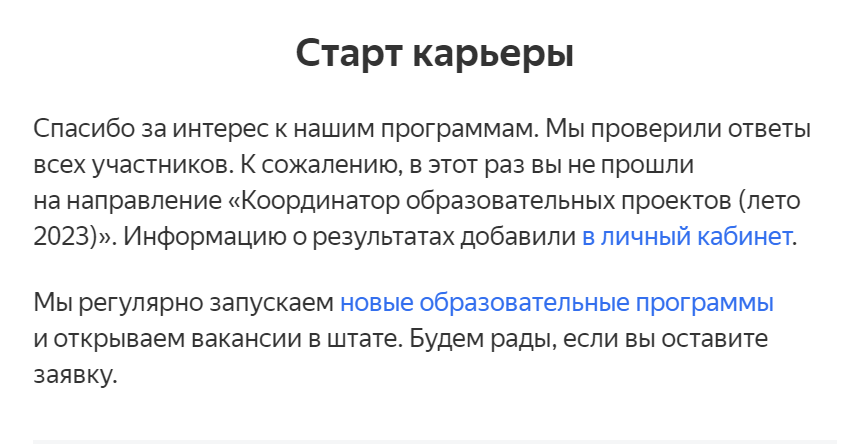 Старт карьеры
Спасибо за интерес к нашим программам. Мы проверили ответы
всех участников. К сожалению, в этот раз вы не прошли
на направление «Координатор образовательных проектов (лето
2023)». Информацию о результатах добавили в личный кабинет.
Мы регулярно запускаем новые образовательные программы
и открываем вакансии в штате. Будем рады, если вы оставите
заявку.